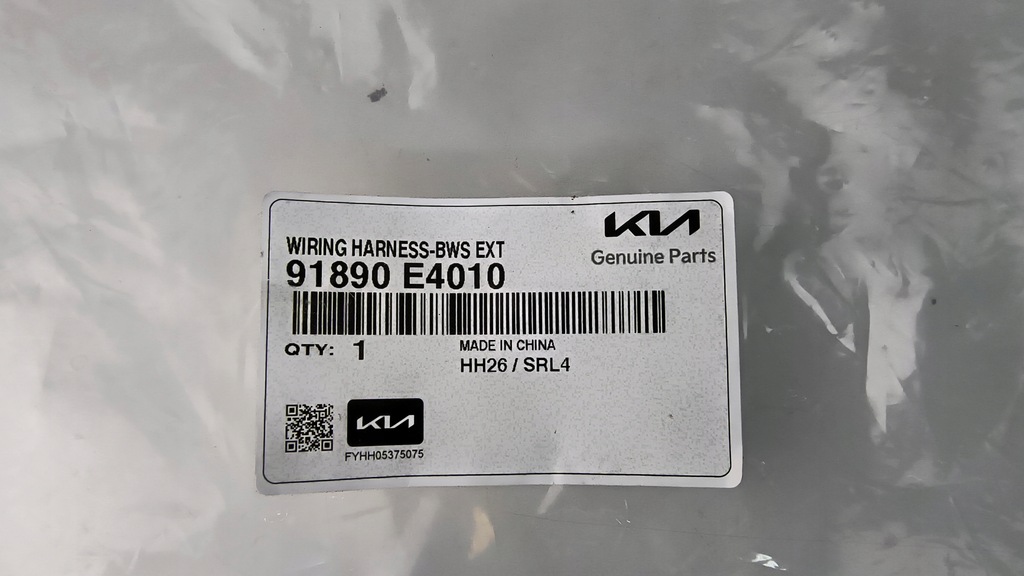 KIA
Genuine Parts
WIRING HARNESS-BWS EXT
91890 E4010
QTY: 1
MADE IN CHINA
HH26 / SRL4
KIA
FYHH05375075